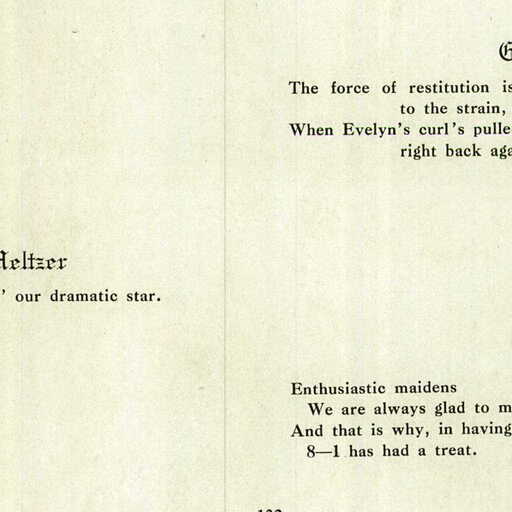 The force of restitution is
to the strain,
When Evelyn's curl's pulle
right back aga
Meltzer
' our dramatic star.
Enthusiastic maidens
We are always glad to m
And that is why, in having
8—1 has had a treat.